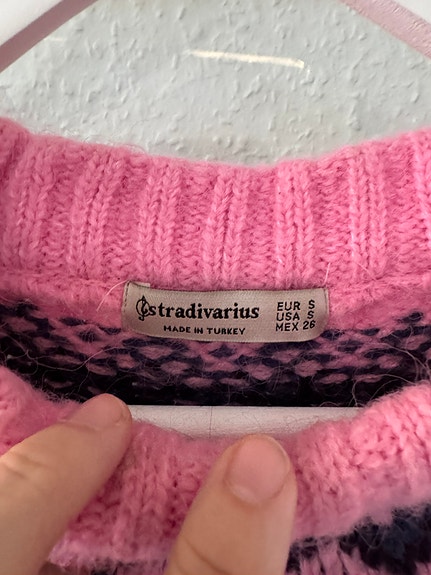 stradivarius
MADE IN TURKEY
EUR S
USA S
MEX 26